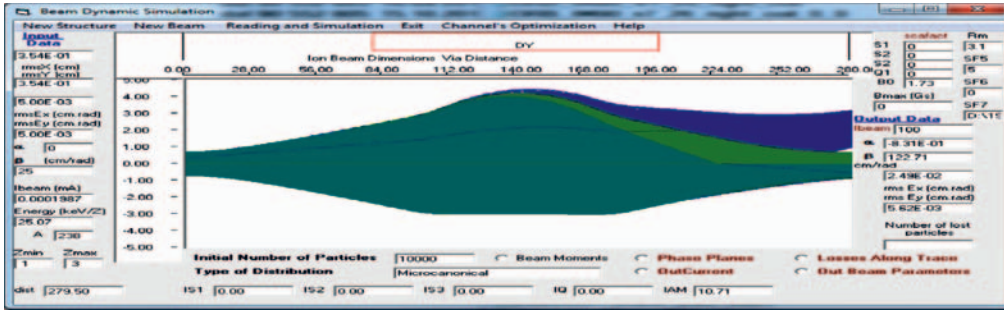 Beam Dynamic Simulation
New Structure New Beam Reading and Simulation Exit Channel's Optimization Help
Input
Data
3.54E-01
rmsX (cm)
rmsY (cm)
3.54E-01
5.00E-03
rmsEx (cm.rad)
rmsEy (cm.rad)
5.00E-03
α 0
β (cm/rad)
25
Ibeam (mA)
0.0001987
Energy (keV/Z)
25.07
A 238
Zmin Zmax
1 3
DY
Ion Beam Dimensions Via Distance
0.00 28.00 56.00 84.00 112.00 140.00 168.00 196.00 224.00 252.00 280.00
5.00
4.00
3.00
2.00
1.00
0.00
-1.00
-2.00
-3.00
-4.00
-5.00
S1 0
S2 0
S2 0
Q1 0
B0 1.73
Bmax (Gs)
0
3.1
SF5
5
SF6
0
SF7
D:\15
Output Data
Ibeam 100
α -8.31E-01
β 122.71
cm/rad
2.49E-02
rms Ex (cm.rad)
rms Ey (cm.rad)
5.62E-03
Number of lost
particles
Initial Number of Particles 10000 Beam Moments Phase Planes Losses Along Trace
Type of Distribution Microcanonical OutCurrent Out Beam Parameters
dist 279.50 IS1 0.00 IS2 0.00 IS3 0.00 IQ 0.00 IAM 10.71